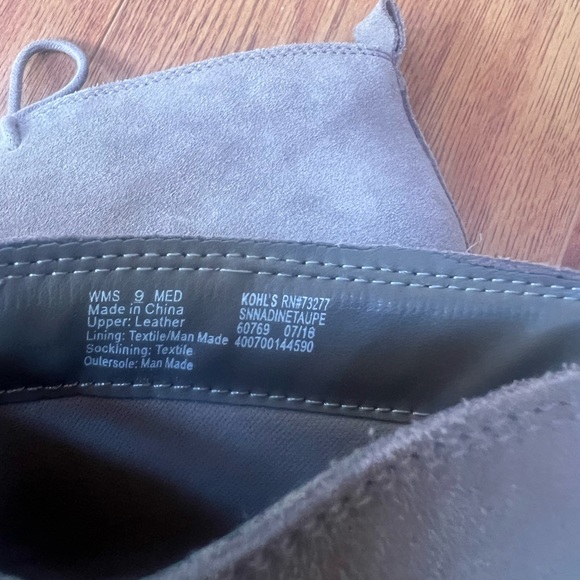 WMS 9 MED
Made in China
Upper: Leather
Lining: Textile/Man Made
Socklining: Textile
Outersole: Man Made
KOHL'S RN#73277
SNNADINETAUPE
60769 07/18
400700144590